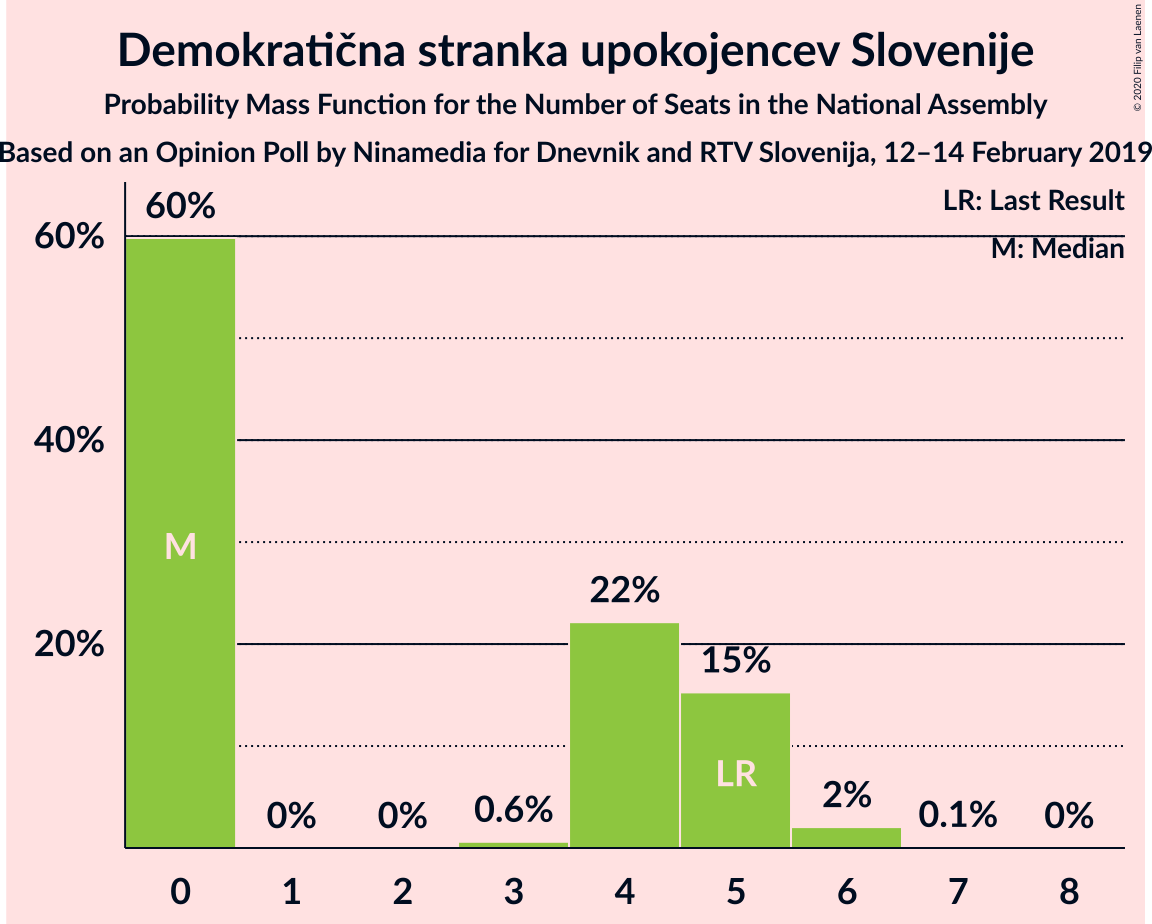 Demokratična stranka upokojencev Slovenije
Probability Mass Function for the Number of Seats in the National Assembly
Based on an Opinion Poll by Ninamedia for Dnevnik and RTV Slovenija, 12–14 February 2019
© 2020 Filip van Laenen
LR: Last Result
M: Median
60%
40%
20%
60%
0%
0%
0.6%
22%
15%
2%
0.1%
0%
M
LR
0 1 2 3 4 5 6 7 8